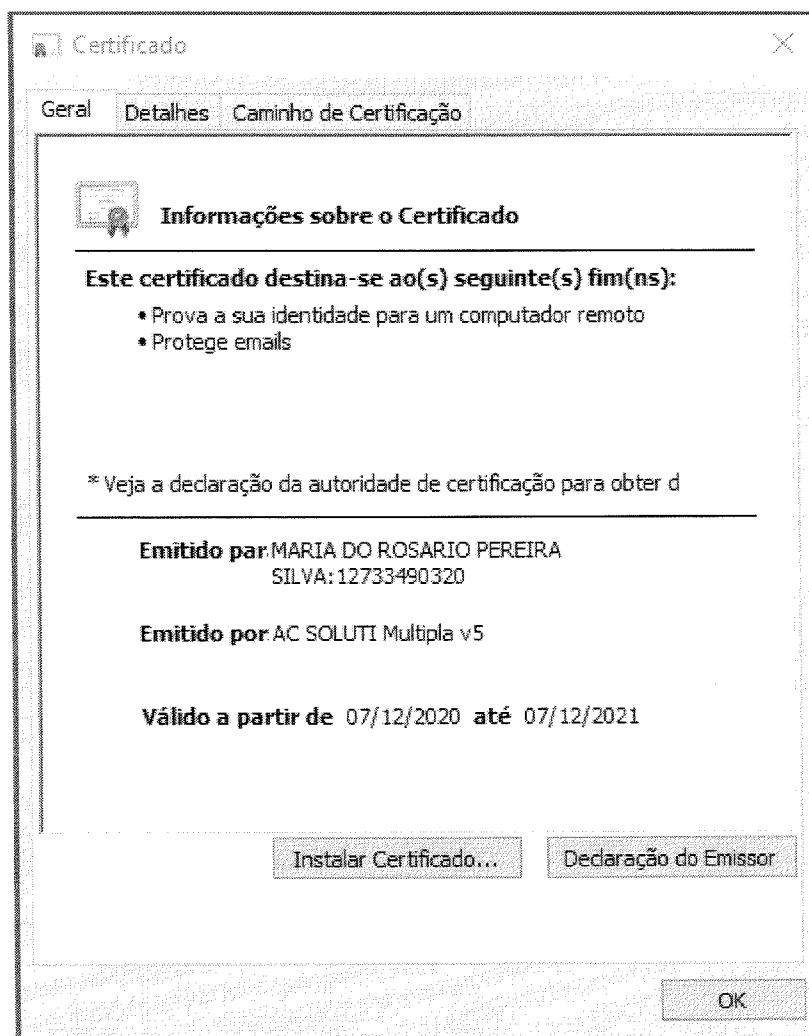 Certificado
Geral Detalhes Caminho de Certificação
Informações sobre o Certificado
Este certificado destina-se ao(s) seguinte(s) fim(ns):
• Prova a sua identidade para um computador remoto
• Protege emails
* Veja a declaração da autoridade de certificação para obter d
Emitido par MARIA DO ROSARIO PEREIRA
SILVA:12733490320
Emitido por AC SOLUTI Multipla v5
Válido a partir de 07/12/2020 até 07/12/2021
Instalar Certificado... Declaração do Emissor
OK